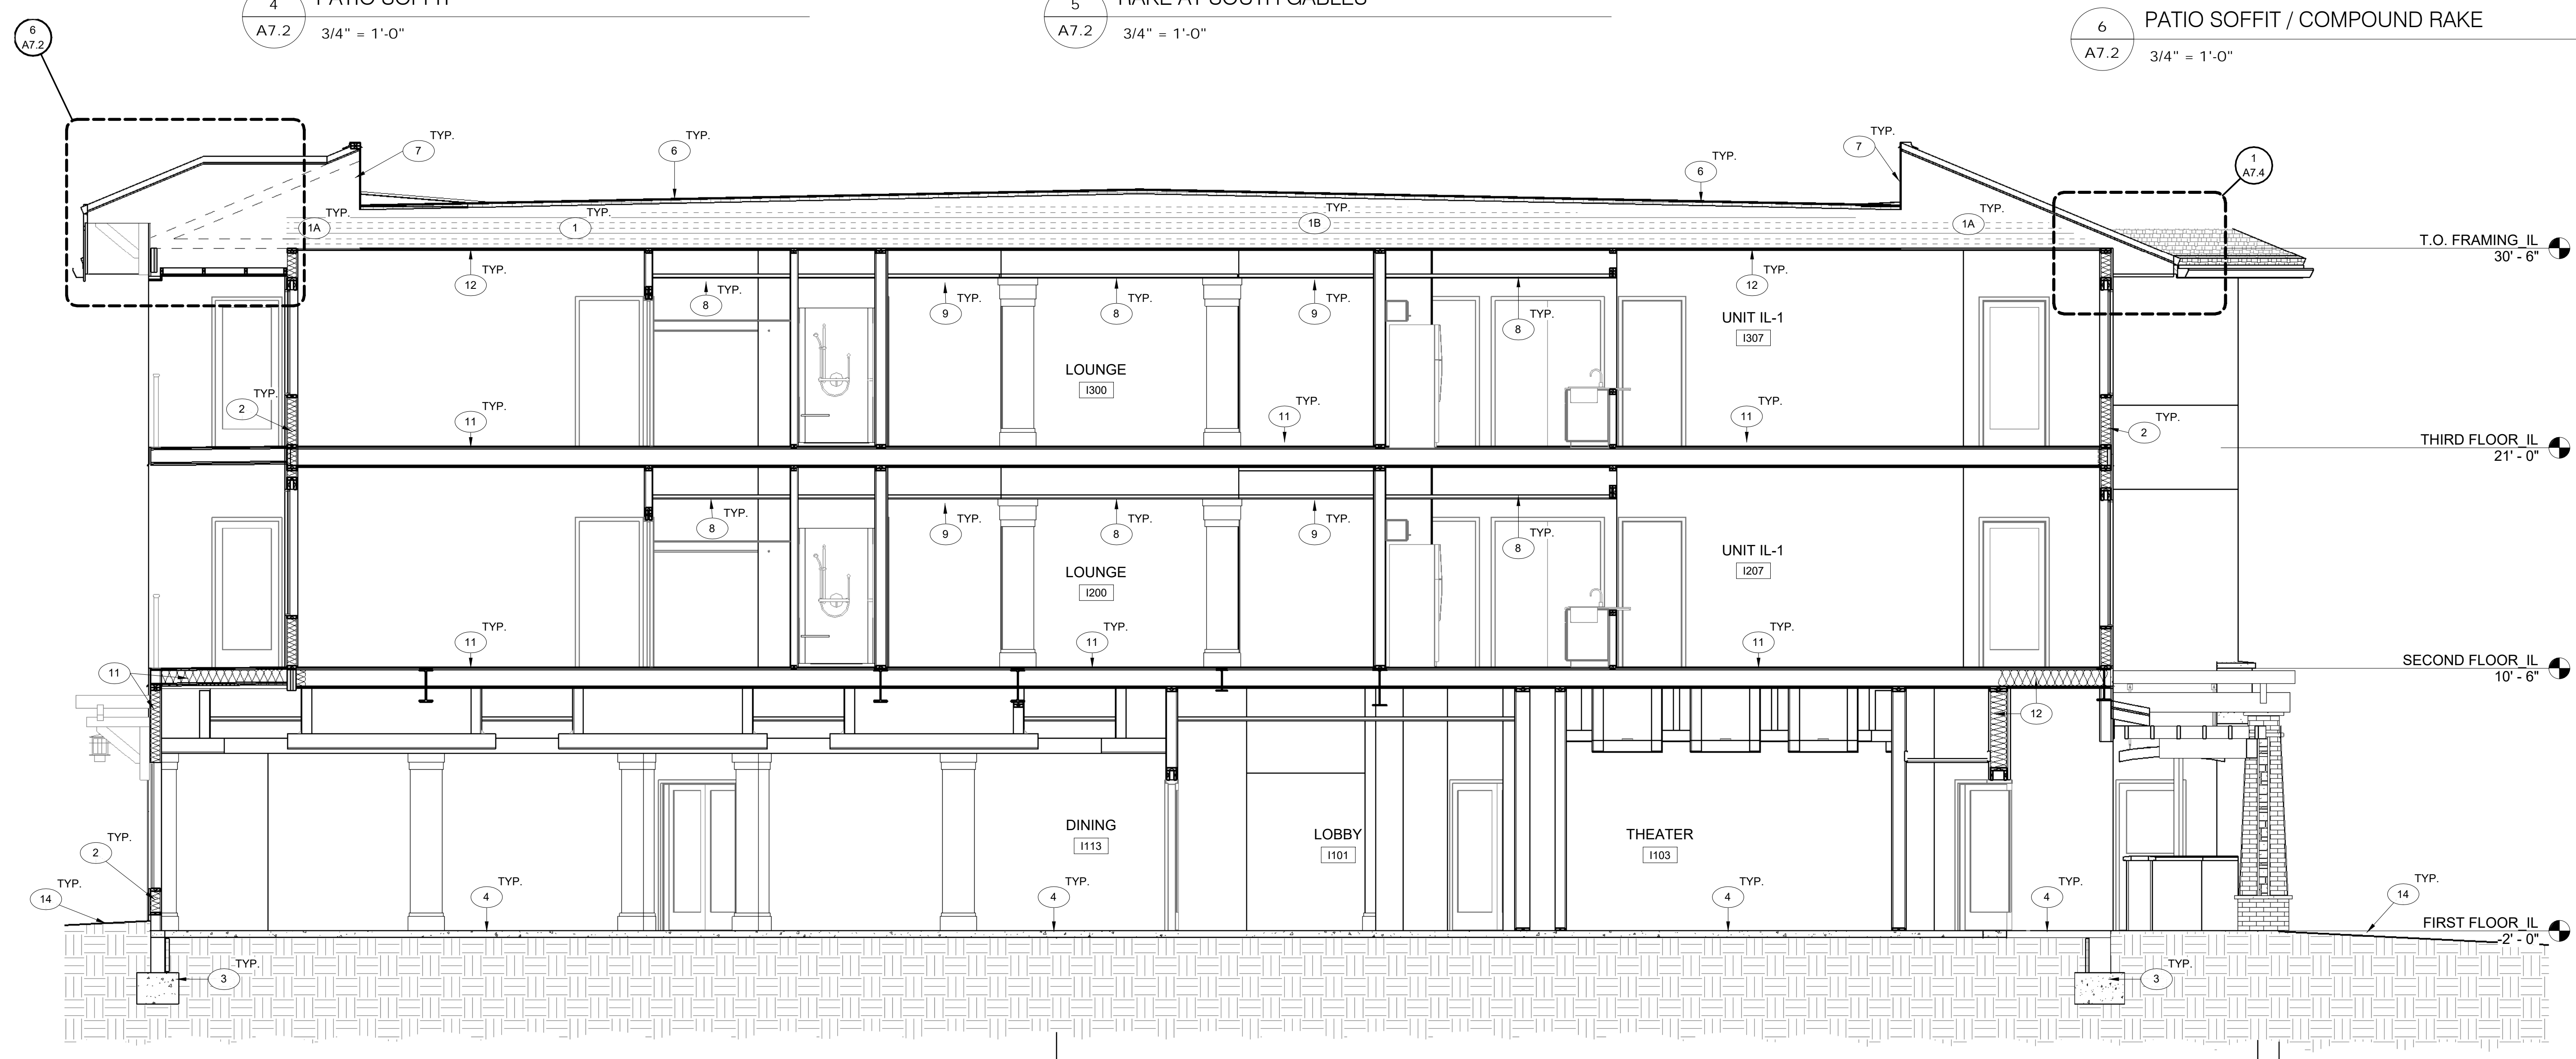 4
A7.2
3/4" = 1'-0"
5
A7.2
3/4" = 1'-0"
6
A7.2
PATIO SOFFIT / COMPOUND RAKE
3/4" = 1'-0"
6
A7.2
TYP.
7
TYP.
6
TYP.
6
TYP.
7
1
A7.4
TYP.
1A
TYP.
1
TYP.
1B
TYP.
1A
T.O. FRAMING_IL
30' - 6"
TYP.
12
TYP.
8
TYP.
9
TYP.
8
TYP.
9
TYP.
8
TYP.
12
UNIT IL-1
I307
LOUNGE
I300
TYP.
2
TYP.
11
TYP.
11
TYP.
11
TYP.
2
THIRD FLOOR_IL
21' - 0"
TYP.
8
TYP.
9
TYP.
8
TYP.
9
TYP.
8
UNIT IL-1
I207
LOUNGE
I200
TYP.
11
TYP.
11
TYP.
11
SECOND FLOOR_IL
10' - 6"
11
12
DINING
I113
LOBBY
I101
THEATER
I103
TYP.
2
TYP.
14
TYP.
4
TYP.
4
TYP.
4
TYP.
4
TYP.
14
FIRST FLOOR_IL
-2' - 0"
TYP.
3
TYP.
3